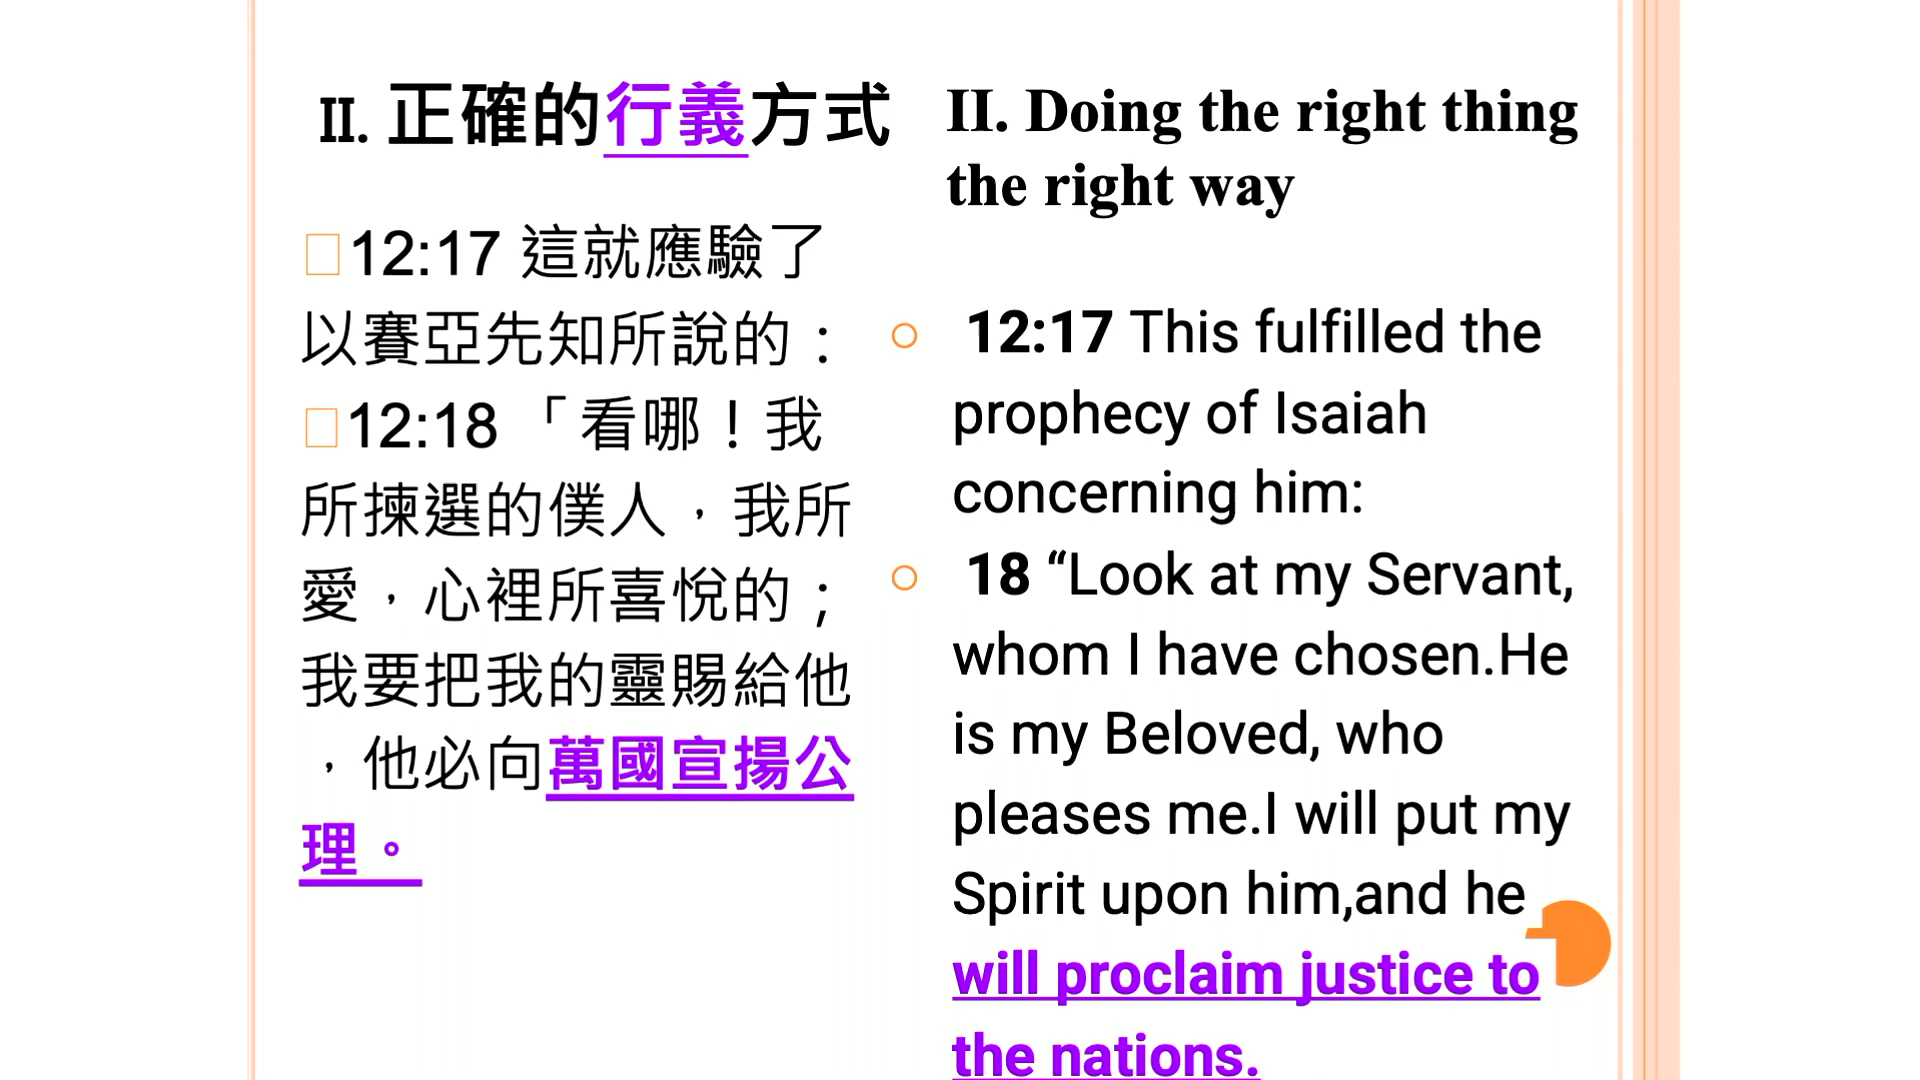 II. 正確的行義方式
12:17 這就應驗了
以賽亞先知所說的：
12:18 「看哪！我
所揀選的僕人，我所
愛，心裡所喜悅的；
我要把我的靈賜給他
，他必向萬國宣揚公
理。
II. Doing the right thing
the right way
12:17 This fulfilled the
prophecy of Isaiah
concerning him:
18 “Look at my Servant,
whom I have chosen.He
is my Beloved, who
pleases me.I will put my
Spirit upon him,and he
will proclaim justice to
the nations.